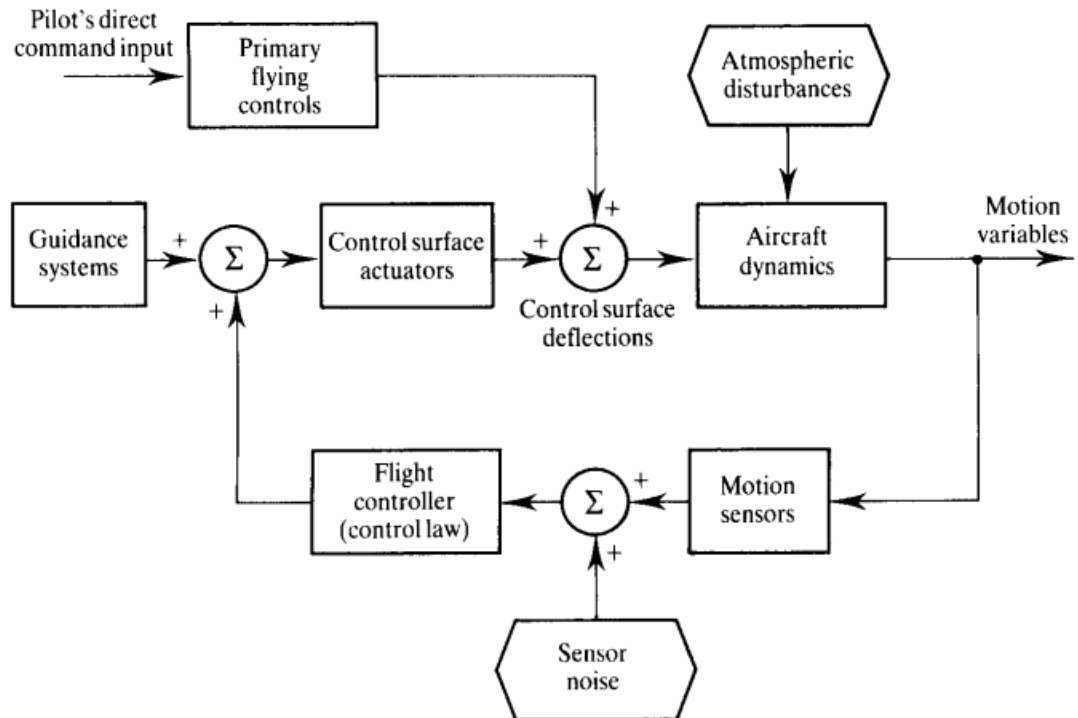 Pilot's direct
command input
Primary
flying
controls
Atmospheric
disturbances
+
Guidance
systems
+
Σ
Control surface
actuators
+
Σ
Aircraft
dynamics
Motion
variables
+
Control surface
deflections
Flight
controller
(control law)
Σ
+
Motion
sensors
+
Sensor
noise